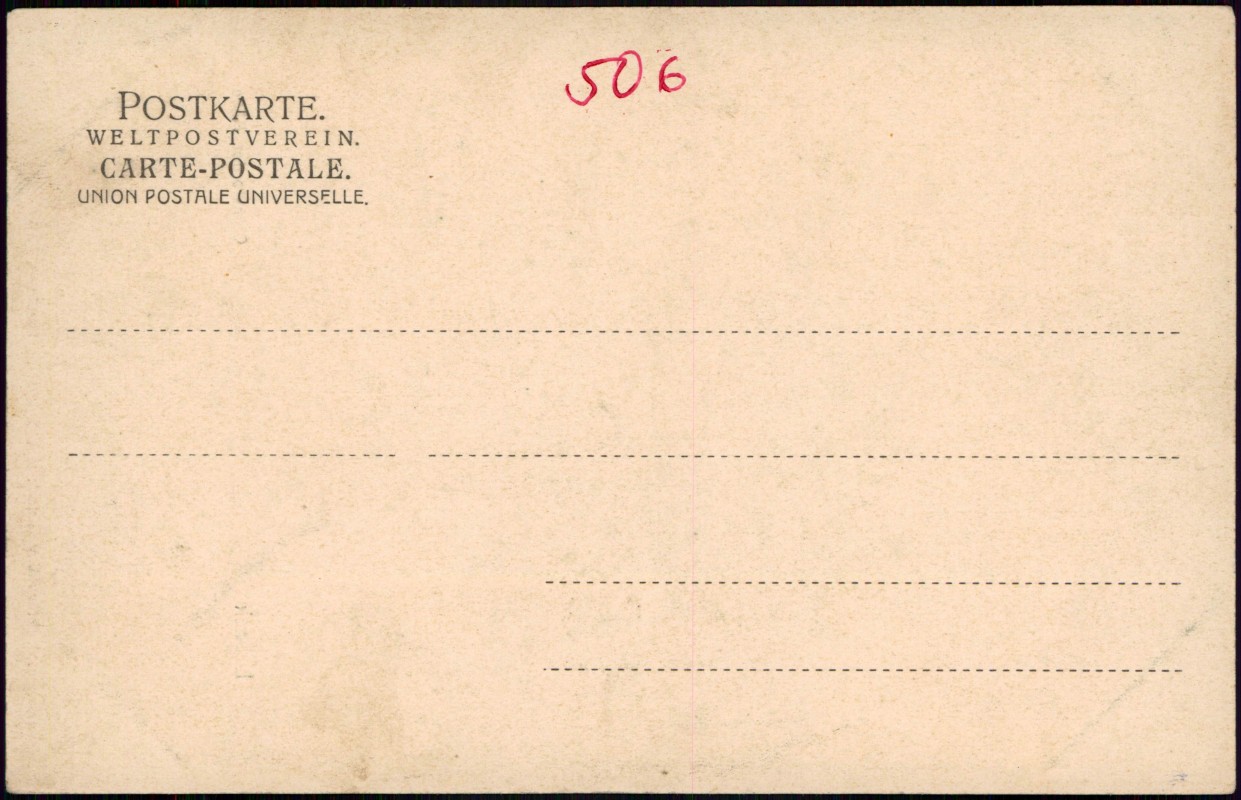 506
POSTKARTE.
WELTPOSTVEREIN.
CARTE-POSTALE.
UNION POSTALE UNIVERSELLE.